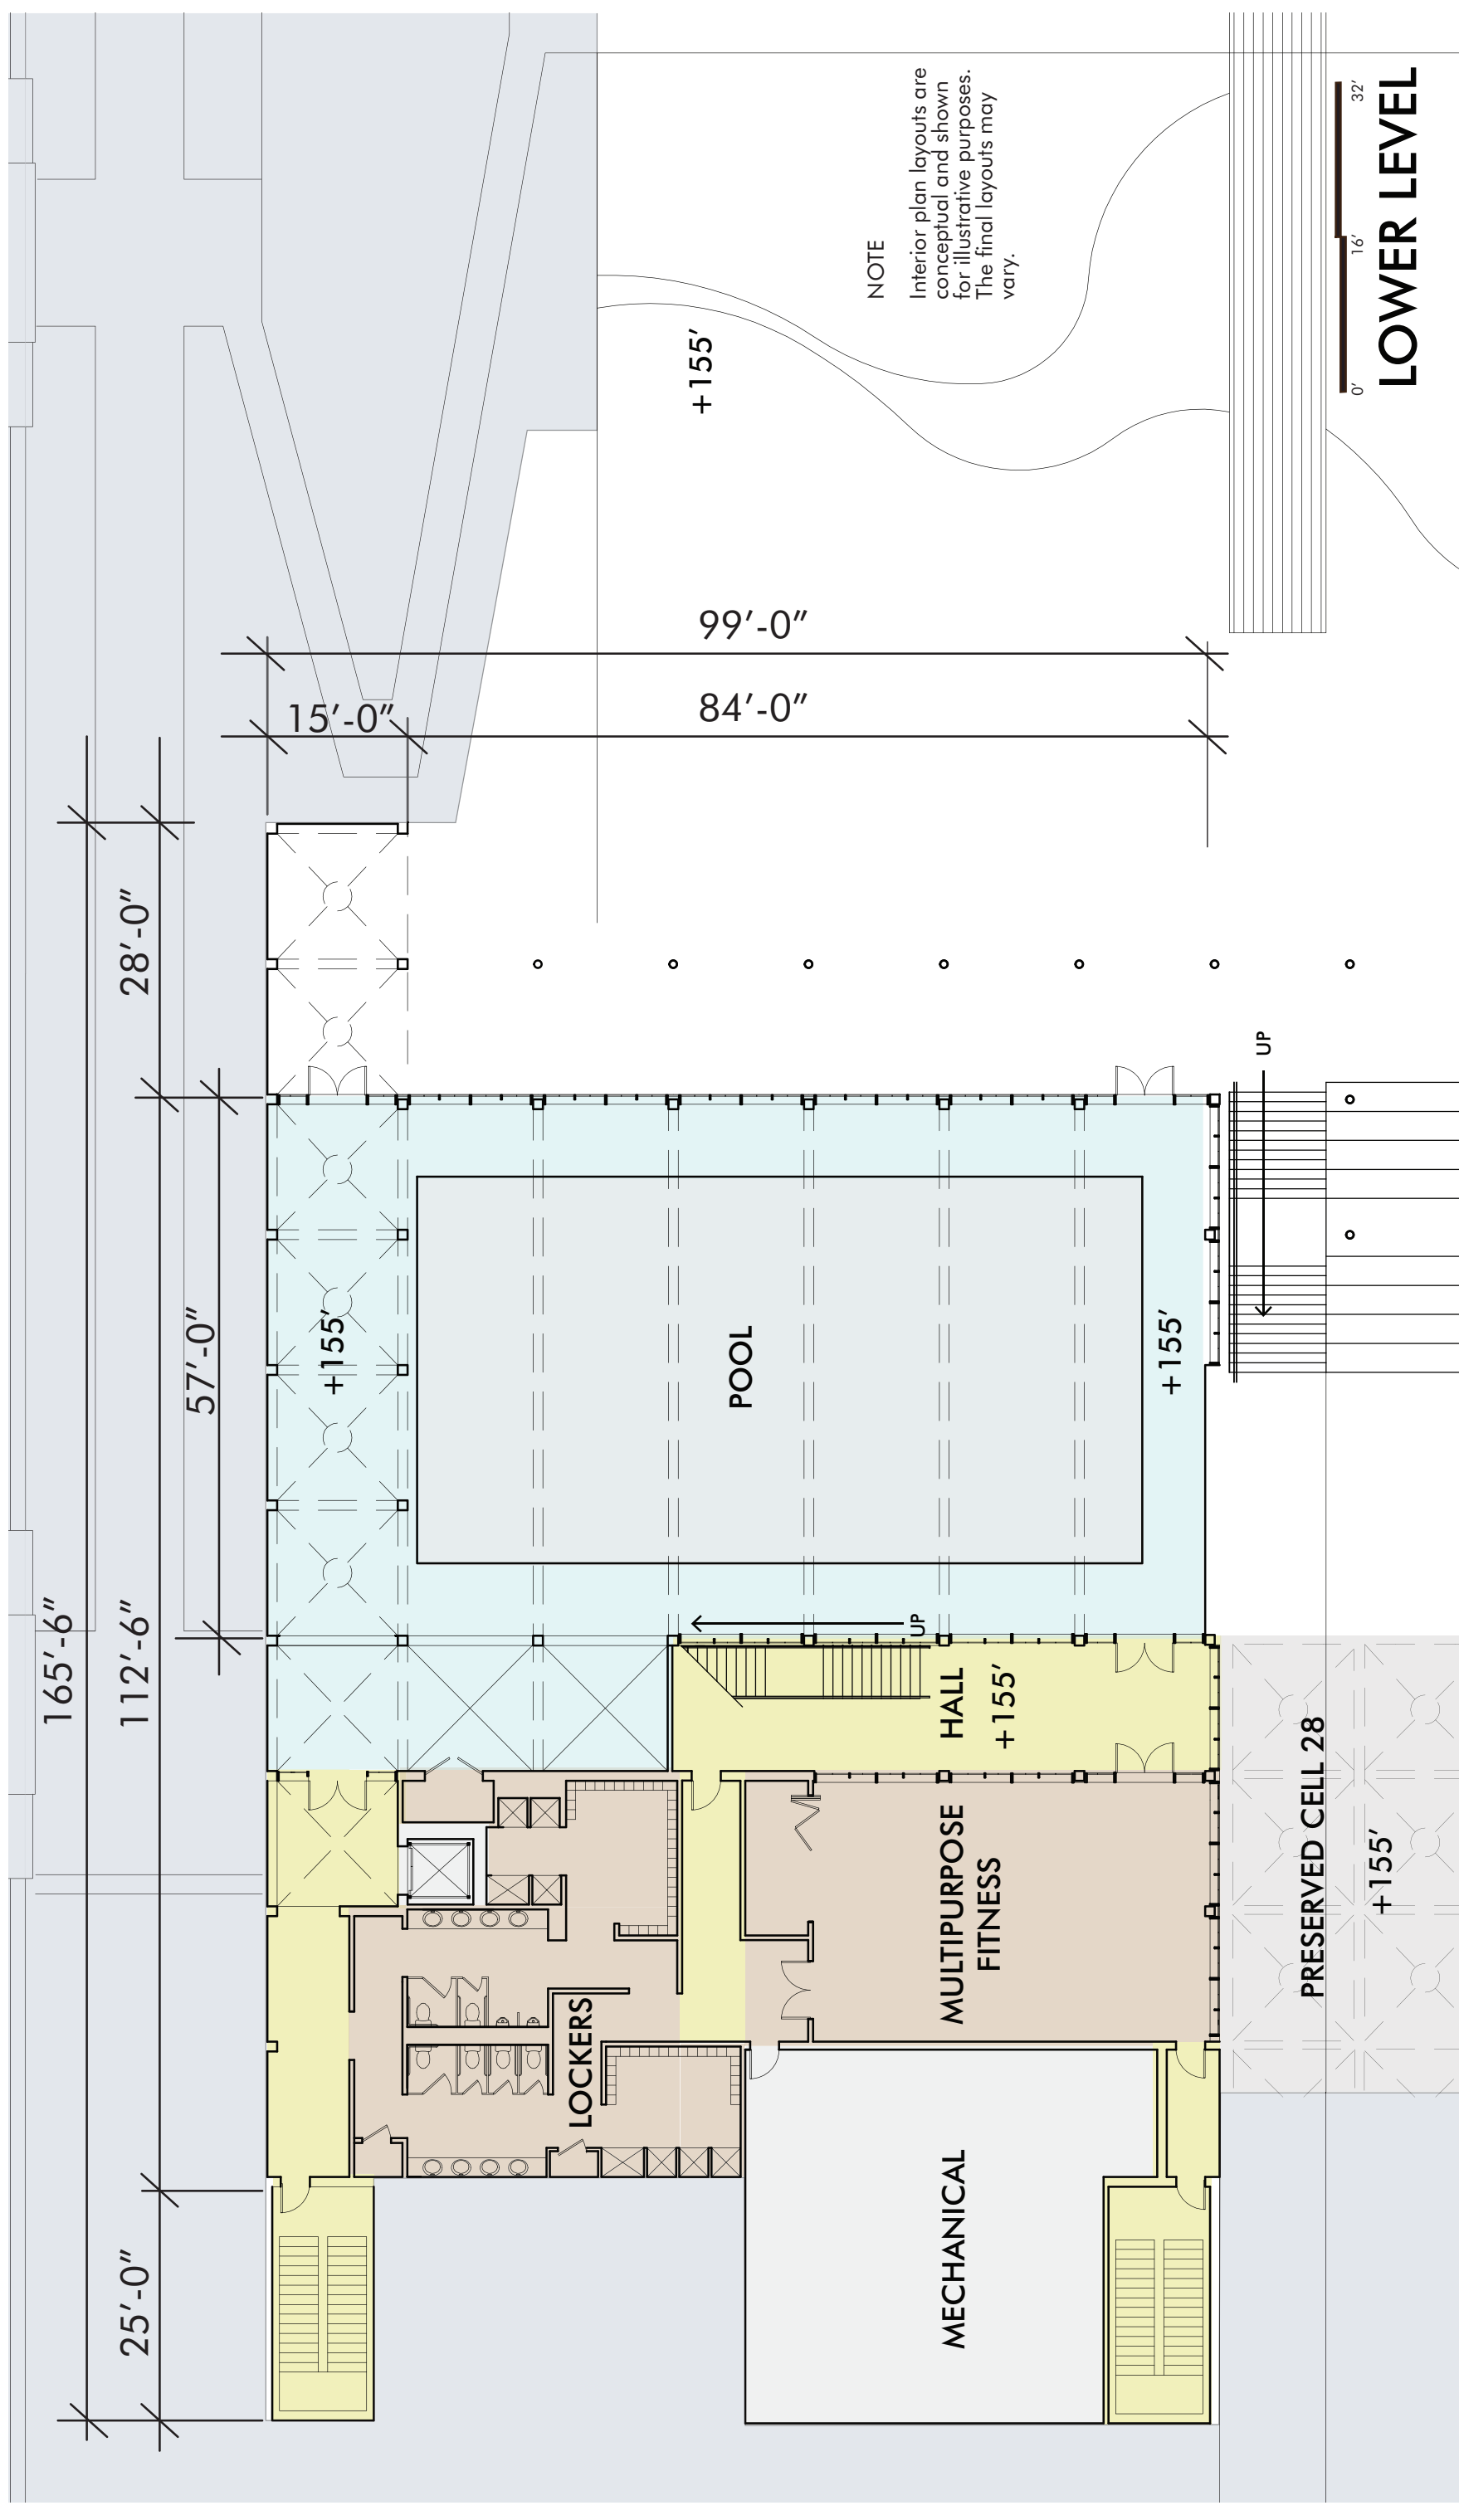 165′-6″
112′-6″
28′-0″
57′-0″
25′-0″
15′-0″
99′-0″
84′-0″
+155′
NOTE
Interior plan layouts are
conceptual and shown
for illustrative purposes.
The final layouts may
vary.
0′
16′
32′
LOWER LEVEL
UP
+155′
POOL
+155′
UP
HALL
+155′
LOCKERS
MULTIPURPOSE
FITNESS
MECHANICAL
PRESERVED CELL 28
+155′